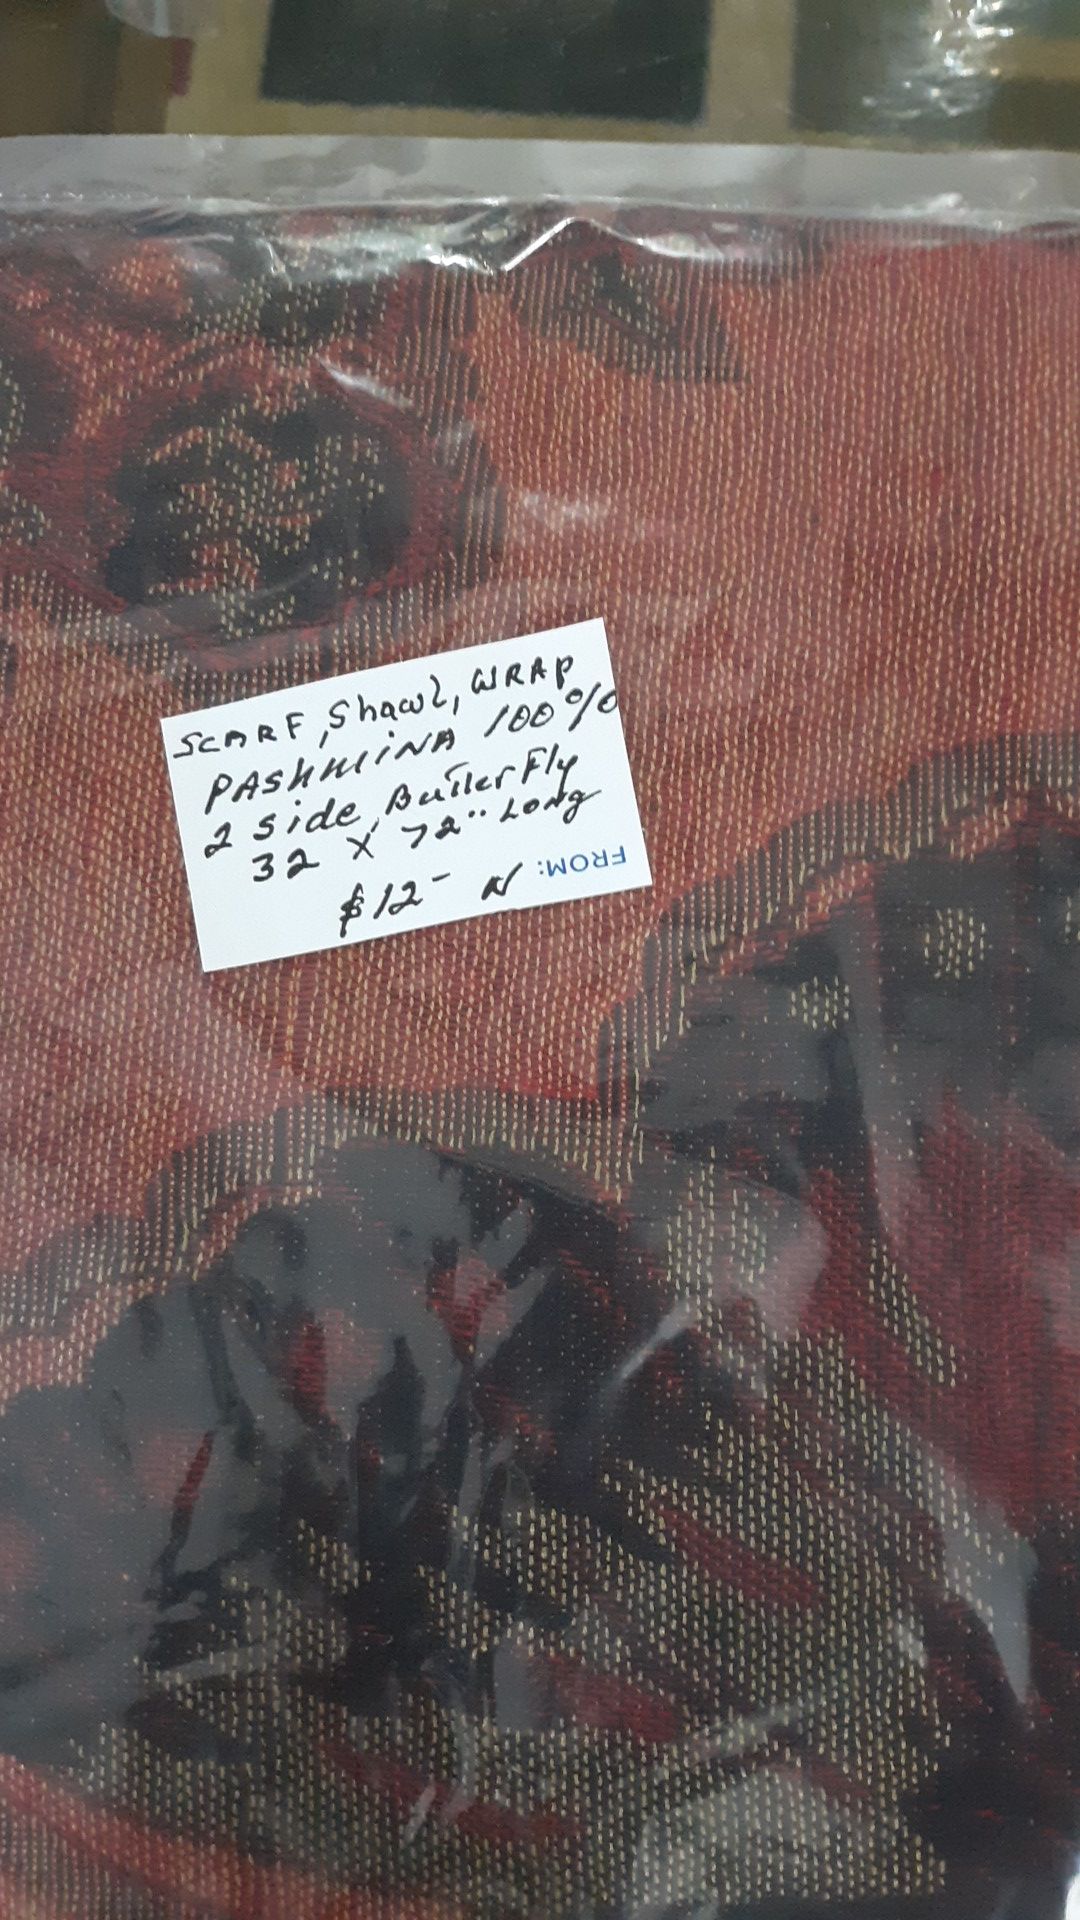 SCARF, Shawl, WRAP
PASHMINA 100%
2 side, ButterFly
32 x 72" LONG
$12- N
FROM: